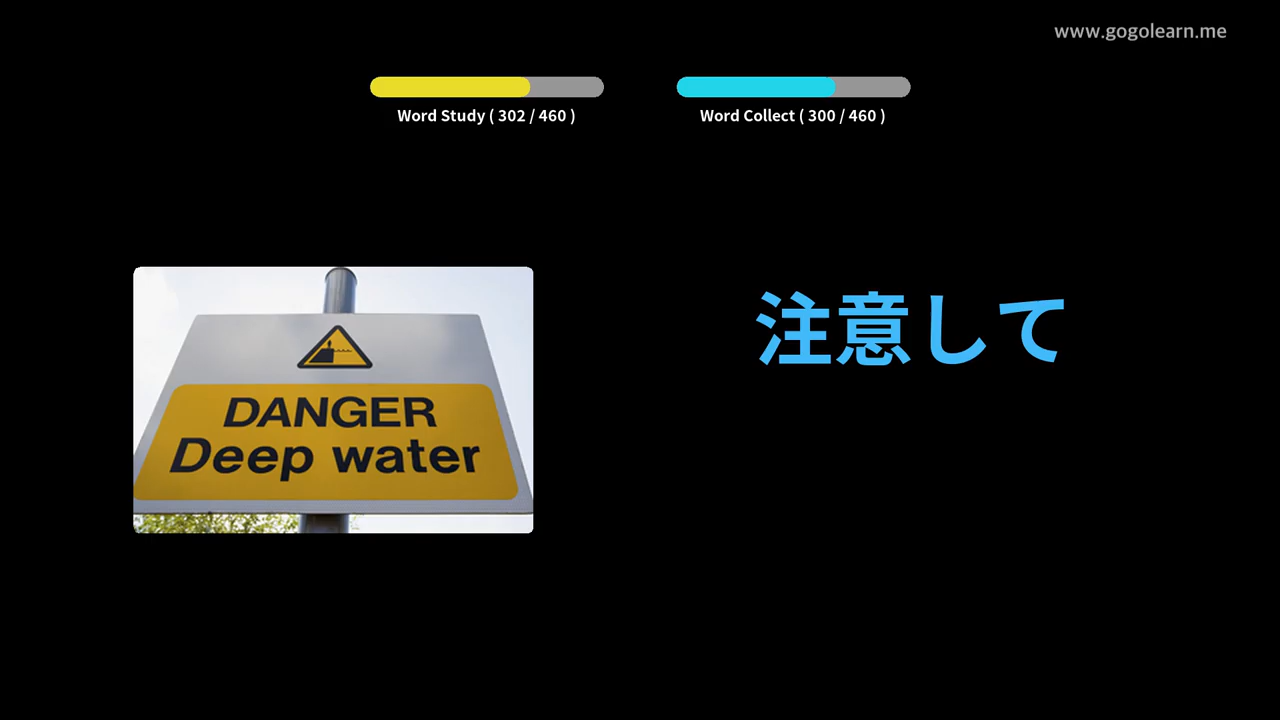 www.gogolearn.me
Word Study ( 302 / 460 )
Word Collect ( 300 / 460 )
DANGER
Deep water
注意して